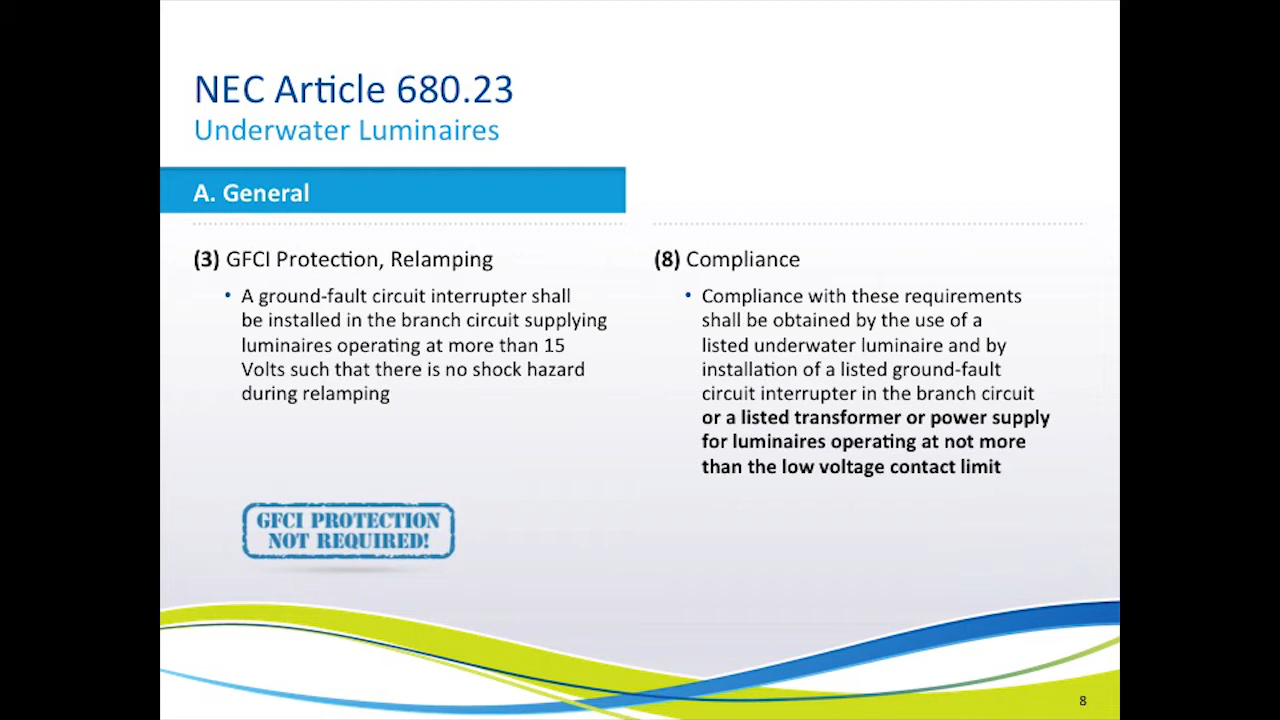 NEC Article 680.23
Underwater Luminaires
A. General
(3) GFCI Protection, Relamping
• A ground-fault circuit interrupter shall
be installed in the branch circuit supplying
luminaires operating at more than 15
Volts such that there is no shock hazard
during relamping
GFCI PROTECTION
NOT REQUIRED!
(8) Compliance
• Compliance with these requirements
shall be obtained by the use of a
listed underwater luminaire and by
installation of a listed ground-fault
circuit interrupter in the branch circuit
or a listed transformer or power supply
for luminaires operating at not more
than the low voltage contact limit
8